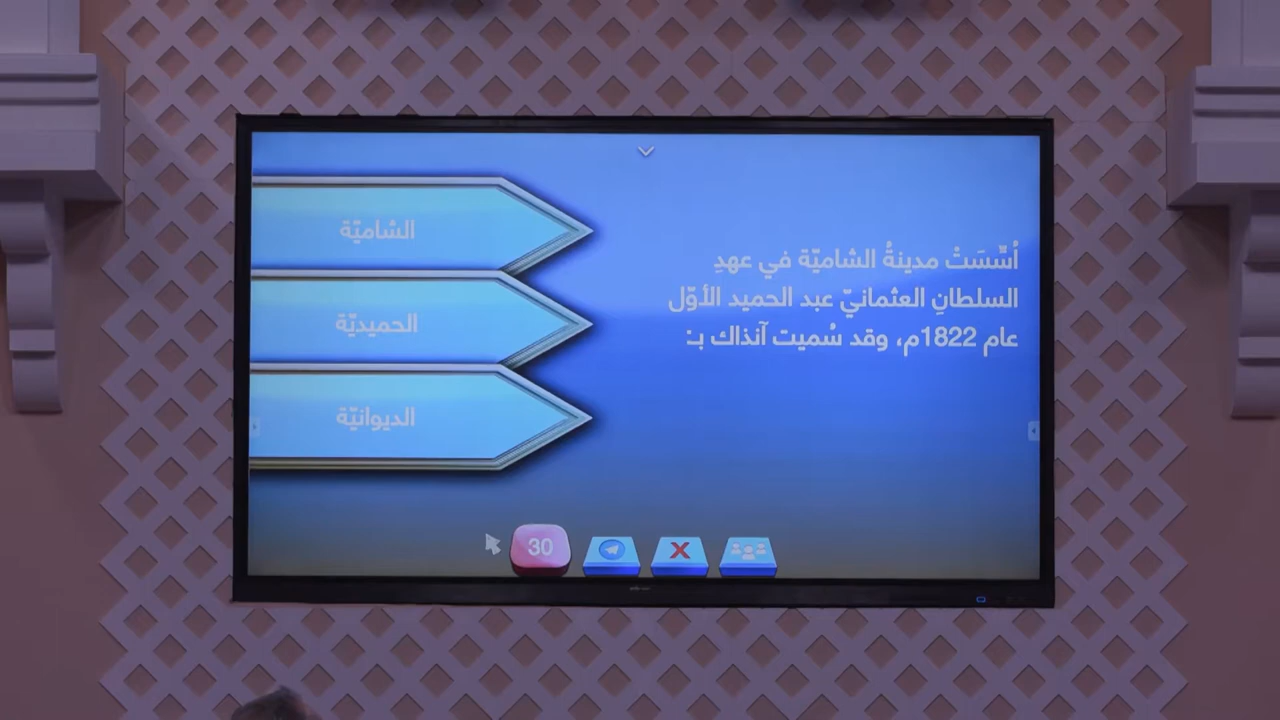 أُسِّسَتْ مدينةُ الشاميّة في عهدِ
السلطانِ العثمانيّ عبد الحميد الأوّل
عام 1822م، وقد سُميت آنذاك بـ:
الشاميّة
الحميديّة
الديوانيّة
30